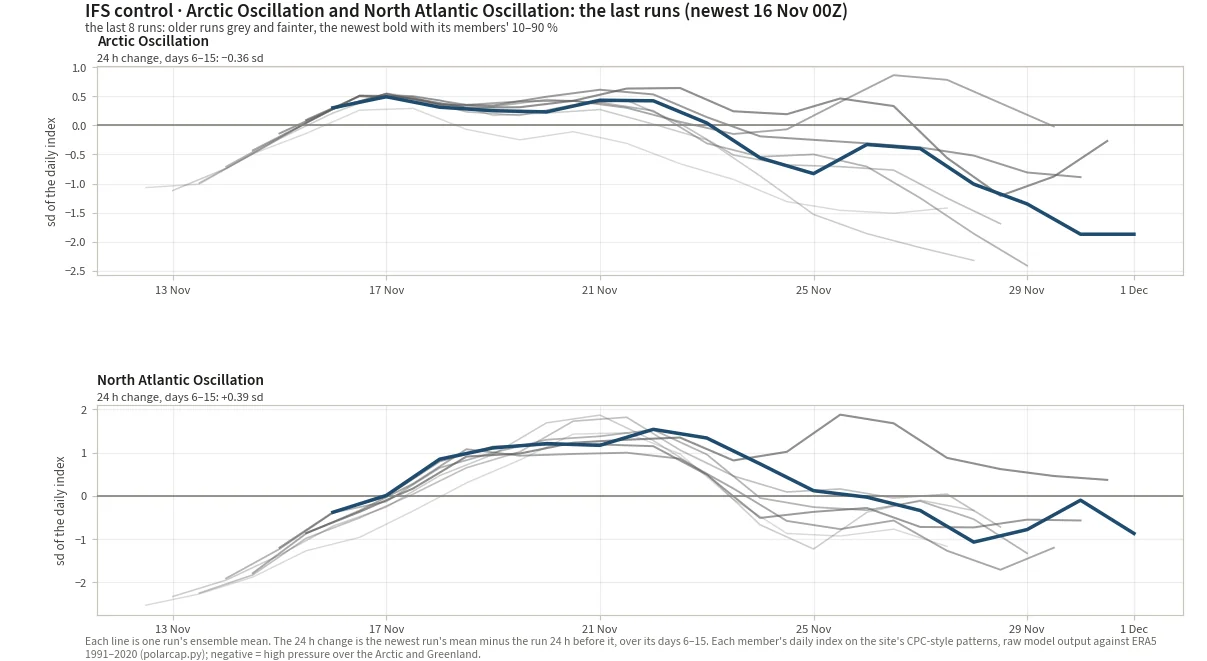 IFS control · Arctic Oscillation and North Atlantic Oscillation: the last runs (newest 16 Nov 00Z)
the last 8 runs: older runs grey and fainter, the newest bold with its members' 10–90 %
Arctic Oscillation
24 h change, days 6–15: −0.36 sd
1.0
0.5
0.0
−0.5
−1.0
−1.5
−2.0
−2.5
sd of the daily index
13 Nov
17 Nov
21 Nov
25 Nov
29 Nov
1 Dec
North Atlantic Oscillation
24 h change, days 6–15: +0.39 sd
2
1
0
−1
−2
sd of the daily index
13 Nov
17 Nov
21 Nov
25 Nov
29 Nov
1 Dec
Each line is one run's ensemble mean. The 24 h change is the newest run's mean minus the run 24 h before it, over its days 6–15. Each member's daily index on the site's CPC-style patterns, raw model output against ERA5
1991–2020 (polarcap.py); negative = high pressure over the Arctic and Greenland.